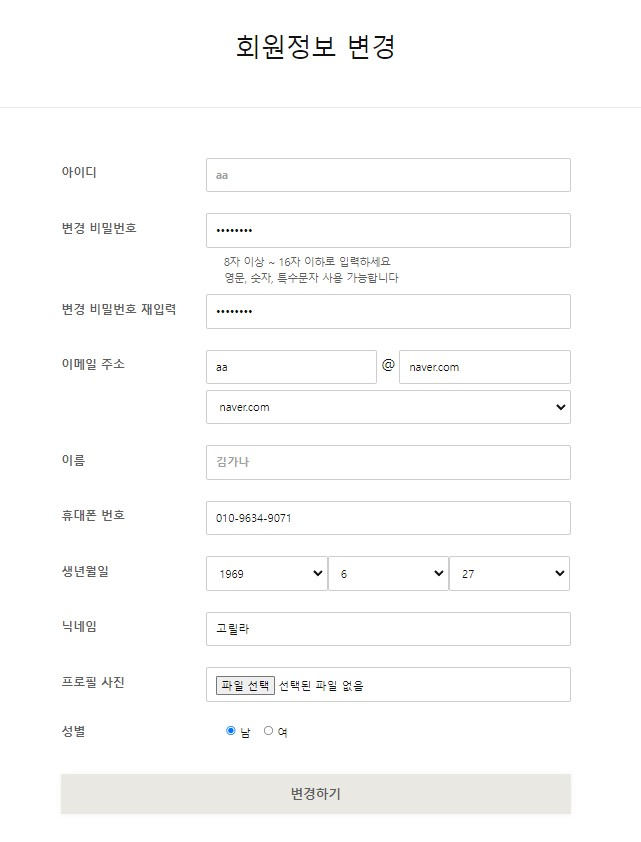 회원정보 변경
아이디 aa
변경 비밀번호 ••••••••
8자 이상 ~ 16자 이하로 입력하세요
영문, 숫자, 특수문자 사용 가능합니다
변경 비밀번호 재입력 ••••••••
이메일 주소 aa @ naver.com
naver.com
이름 김가나
휴대폰 번호 010-9634-9071
생년월일 1969 6 27
닉네임 고릴라
프로필 사진 파일 선택 선택된 파일 없음
성별 남 여
변경하기